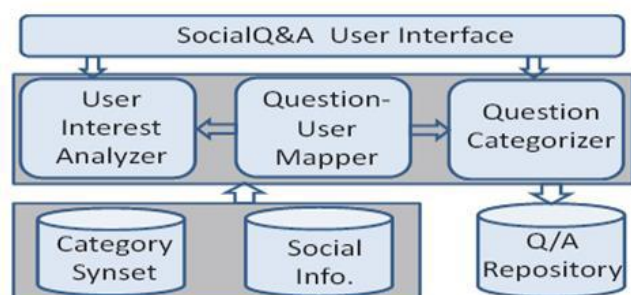 SocialQ&A User Interface
User
Interest
Analyzer
Question-
User
Mapper
Question
Categorizer
Category
Synset
Social
Info.
Q/A
Repository